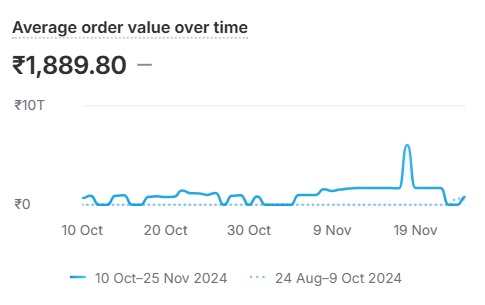 Average order value over time
₹1,889.80 —
₹10T
₹0
10 Oct 20 Oct 30 Oct 9 Nov 19 Nov
10 Oct–25 Nov 2024 24 Aug–9 Oct 2024